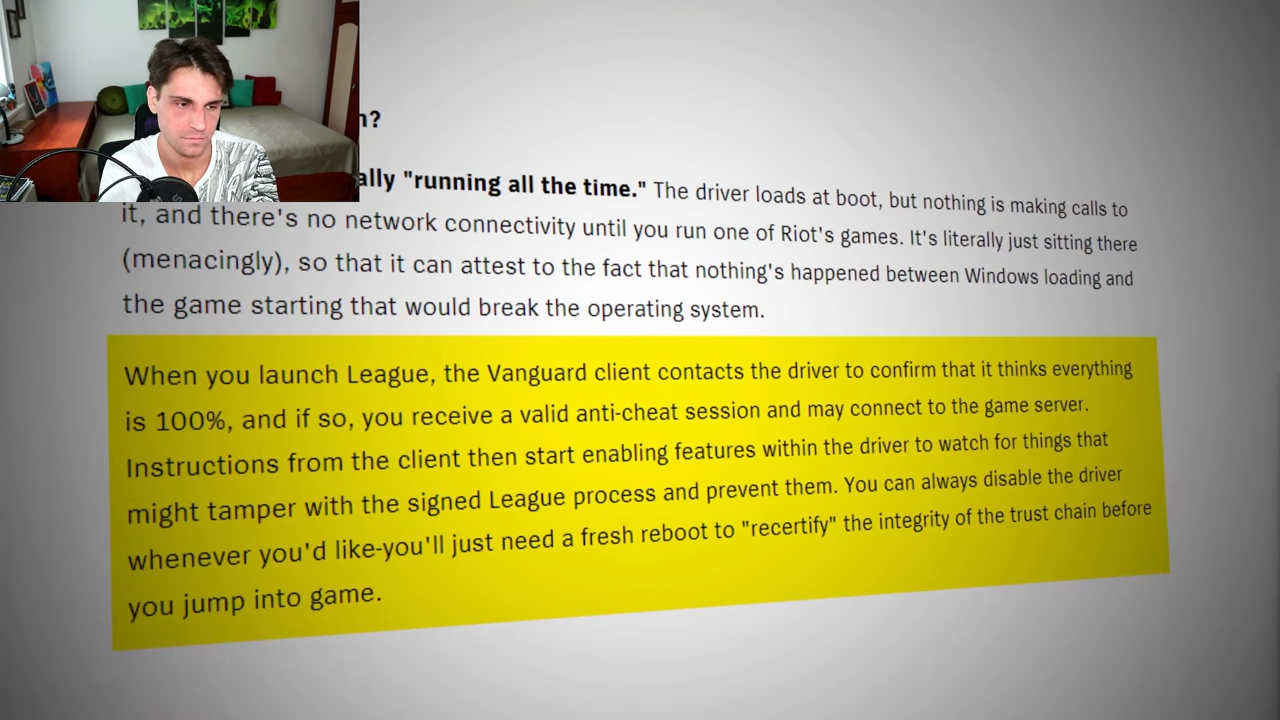 ?
"running all the time." The driver loads at boot, but nothing is making calls to
it, and there's no network connectivity until you run one of Riot's games. It's literally just sitting there
(menacingly), so that it can attest to the fact that nothing's happened between Windows loading and
the game starting that would break the operating system.
When you launch League, the Vanguard client contacts the driver to confirm that it thinks everything
is 100%, and if so, you receive a valid anti-cheat session and may connect to the game server.
Instructions from the client then start enabling features within the driver to watch for things that
might tamper with the signed League process and prevent them. You can always disable the driver
whenever you'd like-you'll just need a fresh reboot to "recertify" the integrity of the trust chain before
you jump into game.